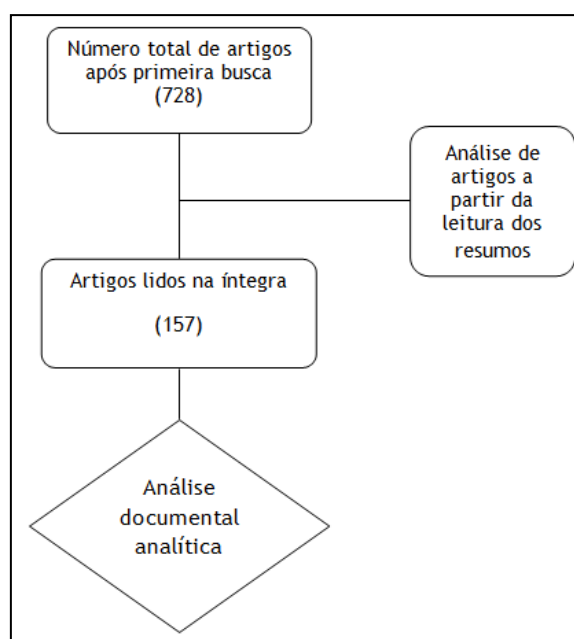 Número total de artigos
após primeira busca
(728)
Análise de
artigos a
partir da
leitura dos
resumos
Artigos lidos na íntegra
(157)
Análise
documental
analítica